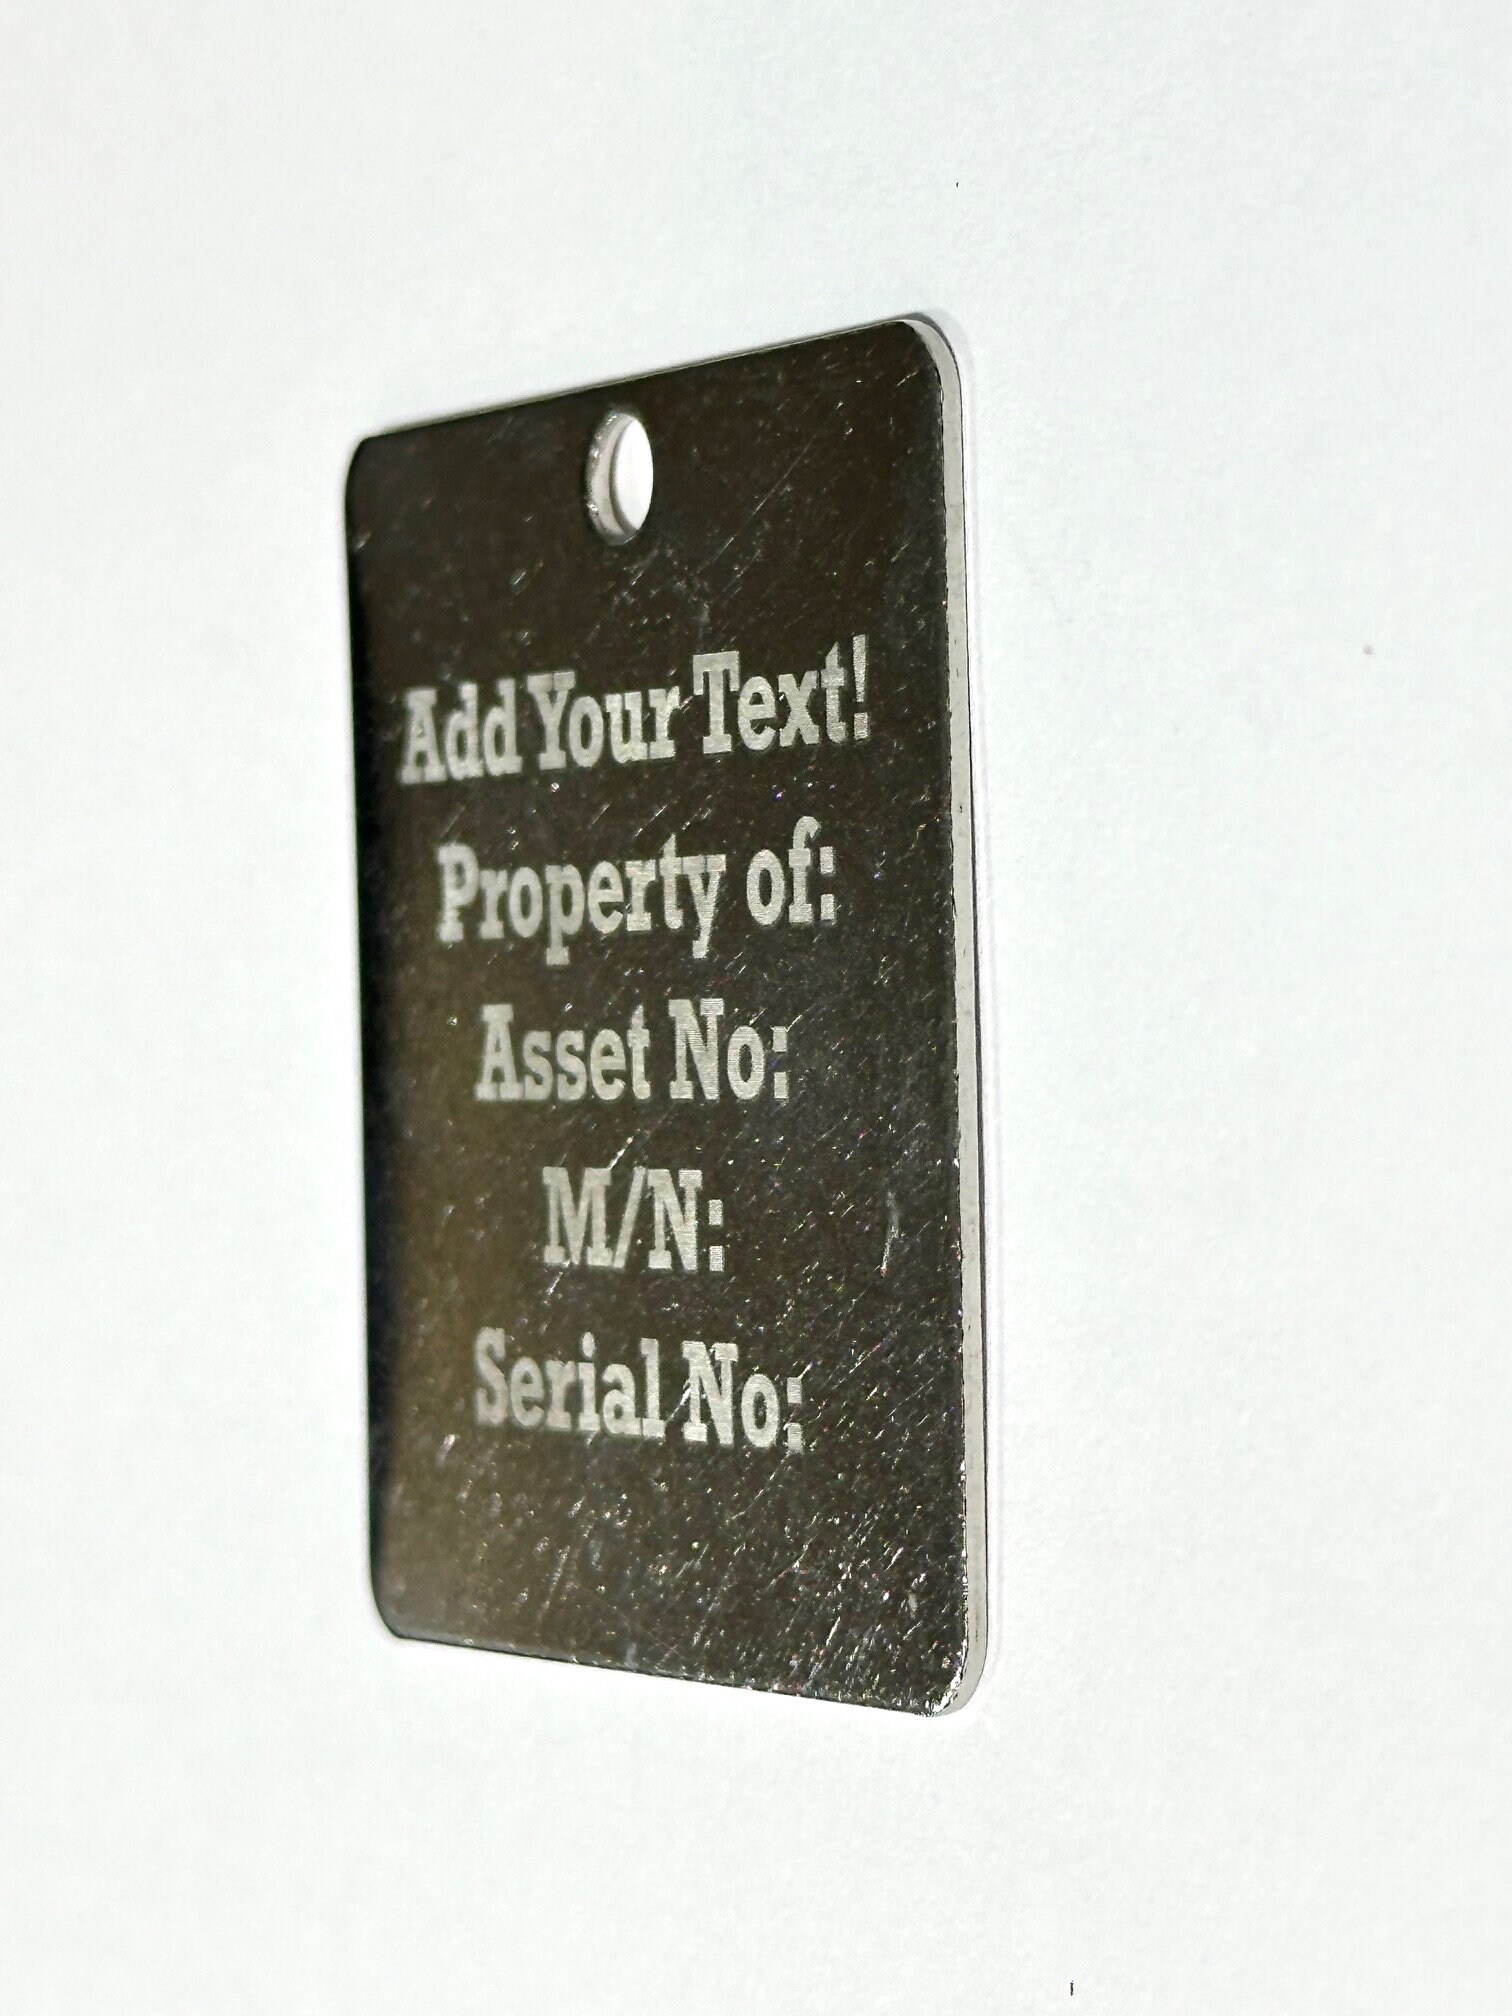 Add Your Text!
Property of:
Asset No:
M/N:
Serial No: